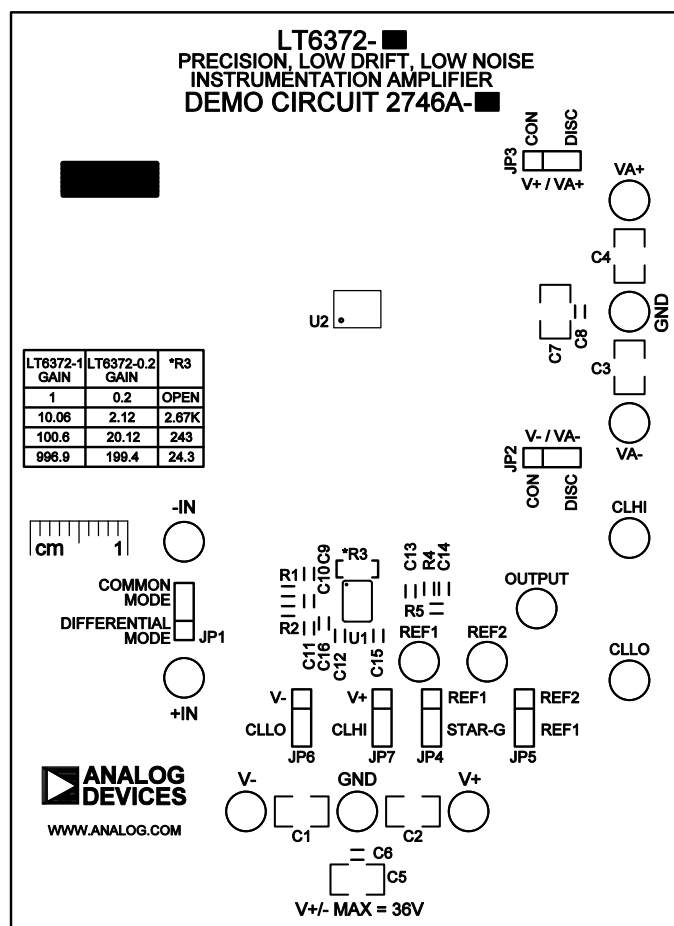 LT6372-
PRECISION, LOW DRIFT, LOW NOISE
INSTRUMENTATION AMPLIFIER
DEMO CIRCUIT 2746A-
CON
DISC
JP3
V+ / VA+
VA+
C4
U2
C7
C8
GND
C3
LT6372-1 GAIN LT6372-0.2 GAIN *R3
1 0.2 OPEN
10.06 2.12 2.67K
100.6 20.12 243
996.9 199.4 24.3
V- / VA-
JP2
CON
DISC
VA-
-IN
CLHI
cm 1
*R3
C9
C10
C13
R4
C14
R1
COMMON
MODE
OUTPUT
R5
DIFFERENTIAL
MODE
JP1
R2
U1
C11
C16
C12
C15
REF1
REF2
CLLO
+IN
V-
V+
REF1
REF2
CLLO
CLHI
STAR-G
REF1
JP6
JP7
JP4
JP5
ANALOG
DEVICES
WWW.ANALOG.COM
V-
GND
V+
C1
C2
C6
C5
V+/- MAX = 36V